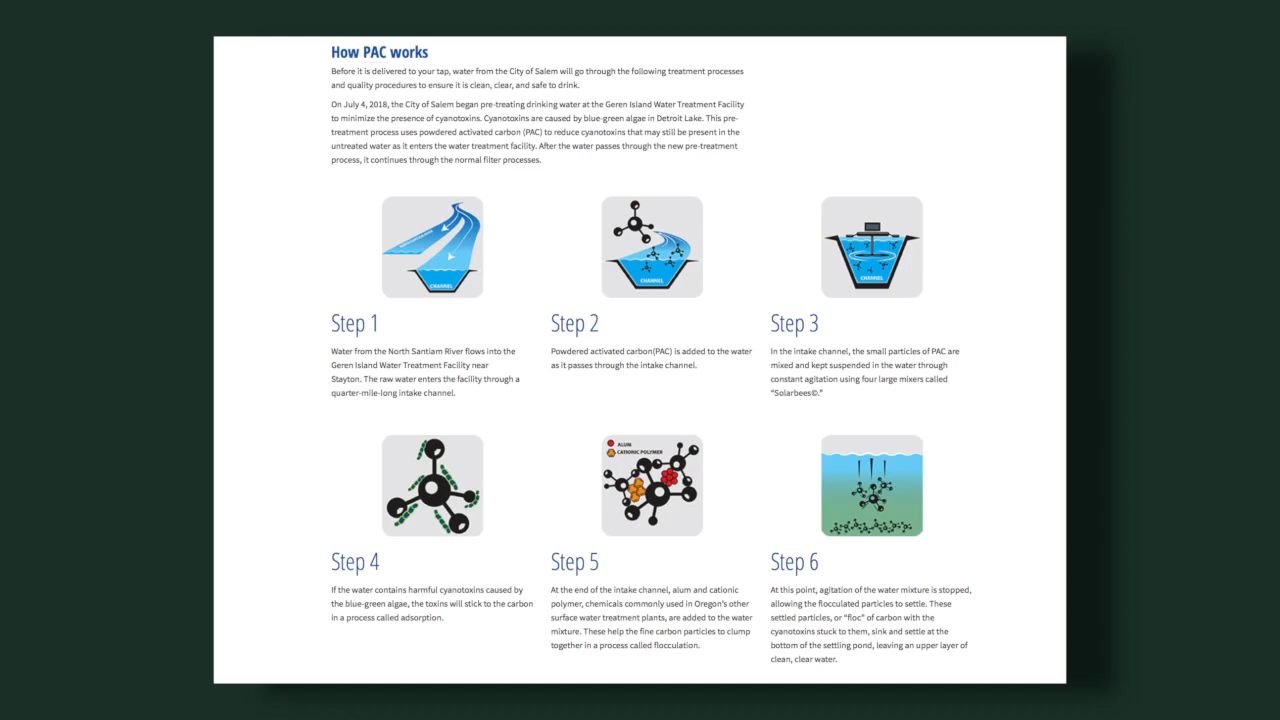 How PAC works
Before it is delivered to your tap, water from the City of Salem will go through the following treatment processes
and quality procedures to ensure it is clean, clear, and safe to drink.
On July 4, 2018, the City of Salem began pre-treating drinking water at the Geren Island Water Treatment Facility
to minimize the presence of cyanotoxins. Cyanotoxins are caused by blue-green algae in Detroit Lake. This pre-
treatment process uses powdered activated carbon (PAC) to reduce cyanotoxins that may still be present in the
untreated water as it enters the water treatment facility. After the water passes through the new pre-treatment
process, it continues through the normal filter processes.
CHANNEL
CHANNEL
CHANNEL
Step 1
Step 2
Step 3
Water from the North Santiam River flows into the
Geren Island Water Treatment Facility near
Stayton. The raw water enters the facility through a
quarter-mile-long intake channel.
Powdered activated carbon(PAC) is added to the water
as it passes through the intake channel.
In the intake channel, the small particles of PAC are
mixed and kept suspended in the water through
constant agitation using four large mixers called
“Solarbees©.”
ALUM
CATIONIC POLYMER
Step 4
Step 5
Step 6
If the water contains harmful cyanotoxins caused by
the blue-green algae, the toxins will stick to the carbon
in a process called adsorption.
At the end of the intake channel, alum and cationic
polymer, chemicals commonly used in Oregon’s other
surface water treatment plants, are added to the water
mixture. These help the fine carbon particles to clump
together in a process called flocculation.
At this point, agitation of the water mixture is stopped,
allowing the flocculated particles to settle. These
settled particles, or “floc” of carbon with the
cyanotoxins stuck to them, sink and settle at the
bottom of the settling pond, leaving an upper layer of
clean, clear water.